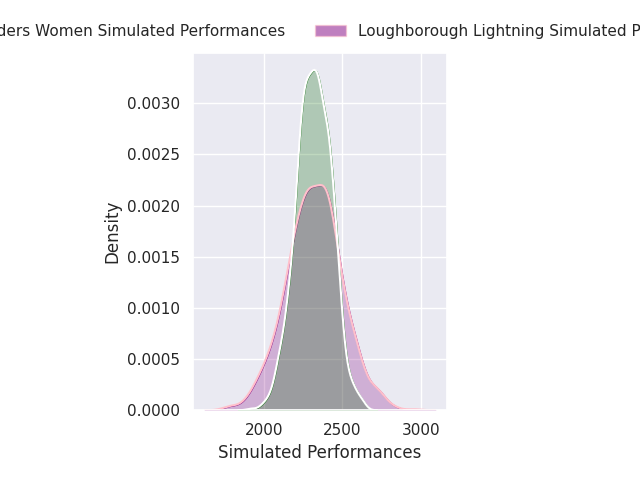 Women Simulated Performances
Loughborough Lightning Simulated
0.0030
0.0025
0.0020
0.0015
0.0010
0.0005
0.0000
Density
2000 2500 3000
Simulated Performances